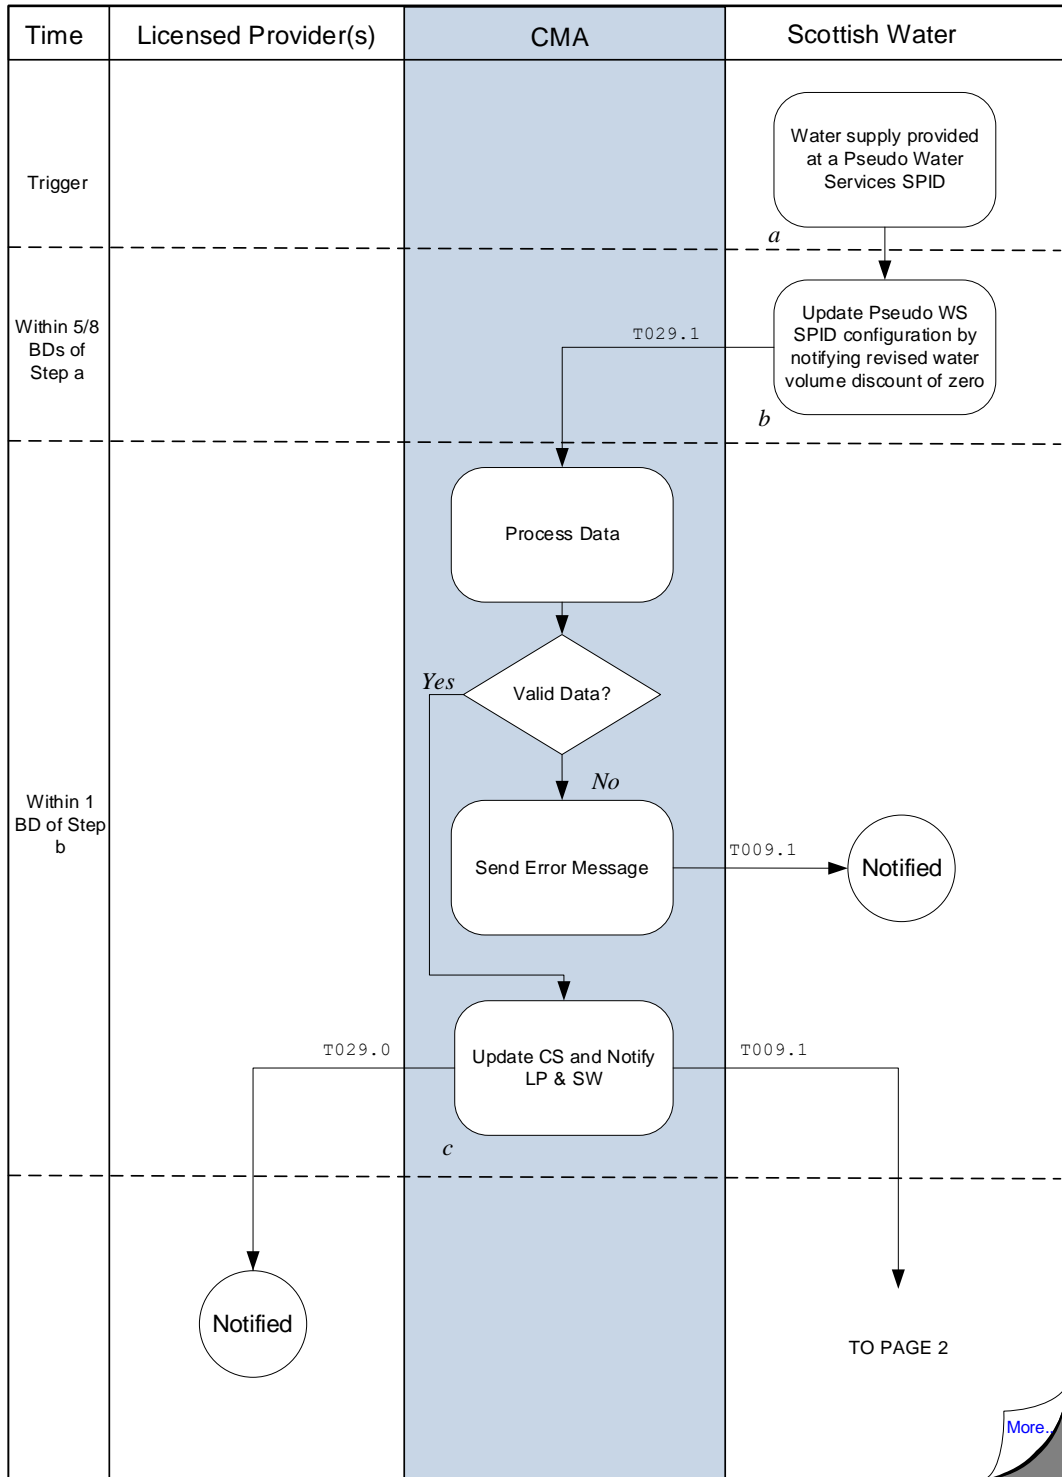 Time
Licensed Provider(s)
CMA
Scottish Water
Trigger
Water supply provided
at a Pseudo Water
Services SPID
a
Within 5/8
BDs of
Step a
T029.1
Update Pseudo WS
SPID configuration by
notifying revised water
volume discount of zero
b
Process Data
Valid Data?
Yes
No
Within 1
BD of Step
b
Send Error Message
T009.1
Notified
T029.0
Update CS and Notify
LP & SW
T009.1
c
Notified
TO PAGE 2
More..